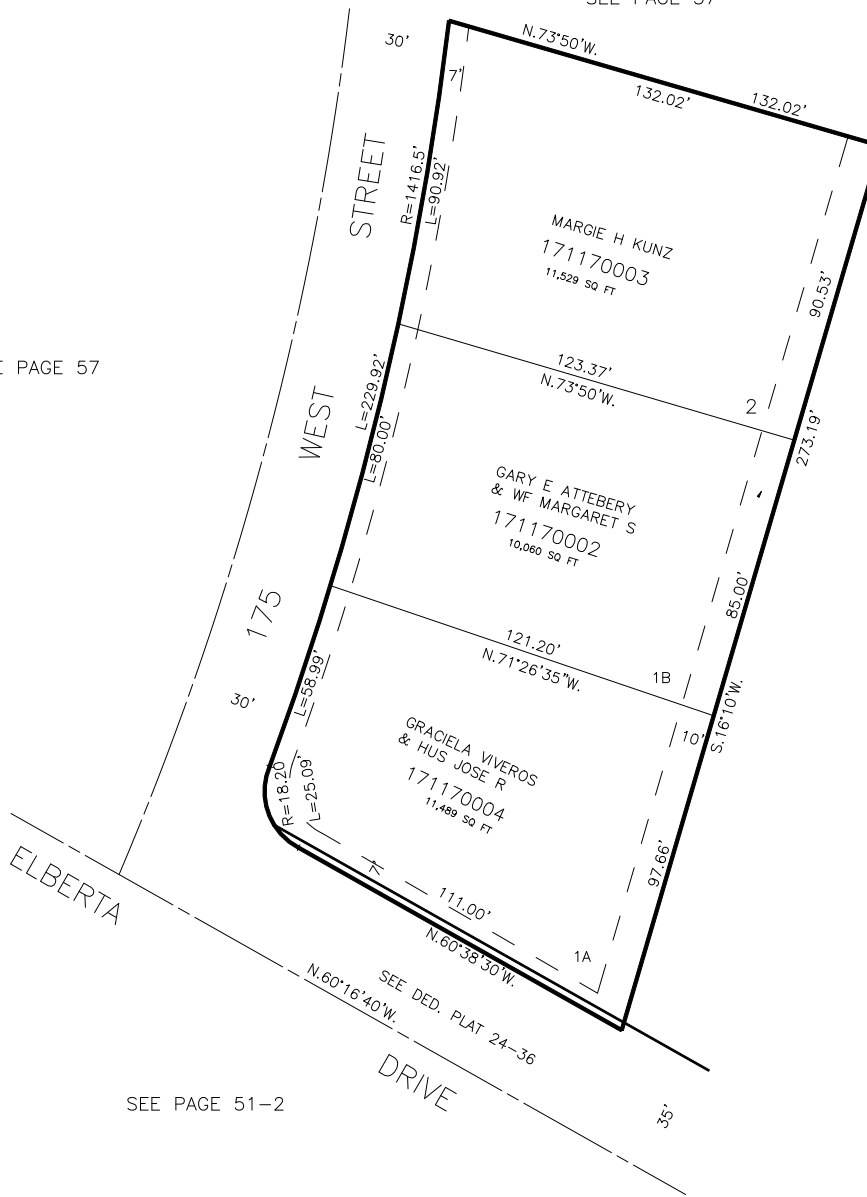 SEE PAGE 57
30'
N.73°50'W.
132.02'
132.02'
7'
STREET
R=1416.5'
L=90.92'
MARGIE H KUNZ
171170003
11,529 SQ FT
90.53'
PAGE 57
L=229.92'
123.37'
N.73°50'W.
2
WEST
L=80.00'
273.19'
GARY E ATTEBERY
& WF MARGARET S
171170002
10,060 SQ FT
175
85.00'
121.20'
N.71°26'35"W.
1B
L=58.99'
30'
10'
S.16°10'W.
GRACIELA VIVEROS
& HUS JOSE R
171170004
11,489 SQ FT
R=18.20'
L=25.09'
7'
97.66'
ELBERTA
111.00'
N.60°38'30"W.
1A
N.60°16'40"W.
SEE DED. PLAT 24-36
DRIVE
SEE PAGE 51-2
35'